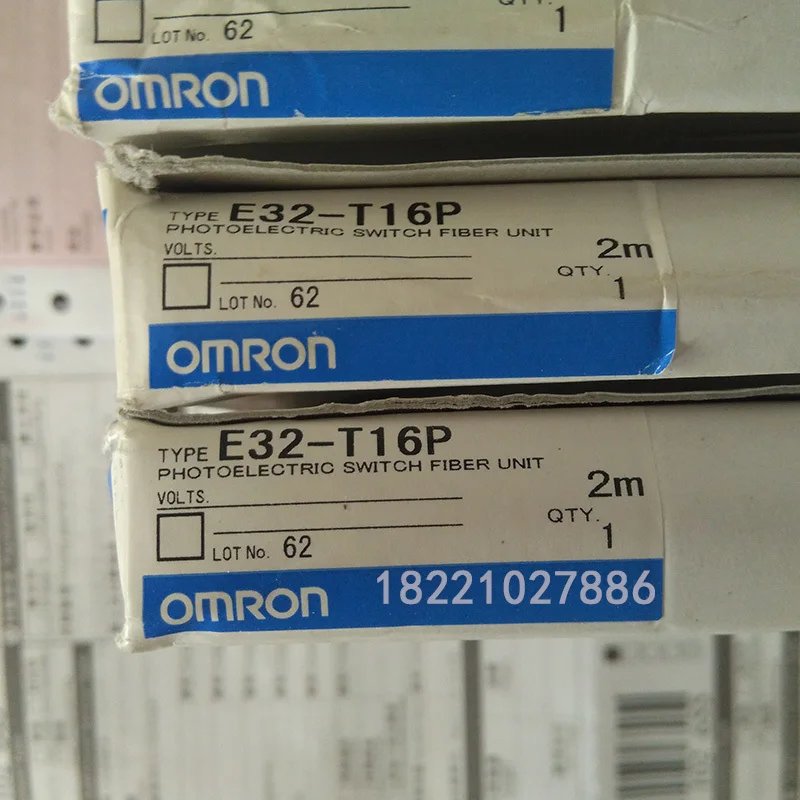 QTY.
1
LOT No. 62
OMRON
TYPE E32-T16P
PHOTOELECTRIC SWITCH FIBER UNIT
VOLTS.
2m
QTY.
1
LOT No. 62
OMRON
TYPE E32-T16P
PHOTOELECTRIC SWITCH FIBER UNIT
VOLTS.
2m
QTY.
1
LOT No. 62
OMRON
18221027886